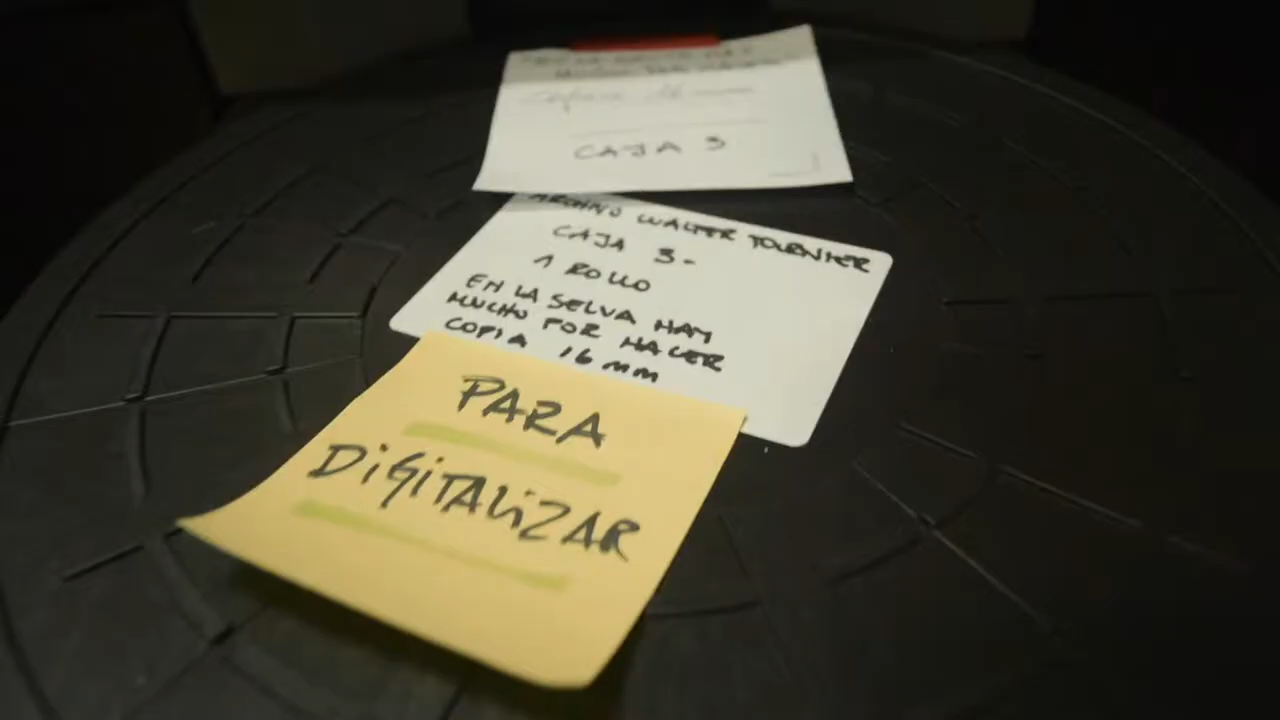 CAJA 3
ARCHIVO WALTER TOURNIER
CAJA 3-
1 ROLLO
EN LA SELVA HAY
MUCHO POR HACER
COPIA 16 mm
PARA
DiGiTALiZAR